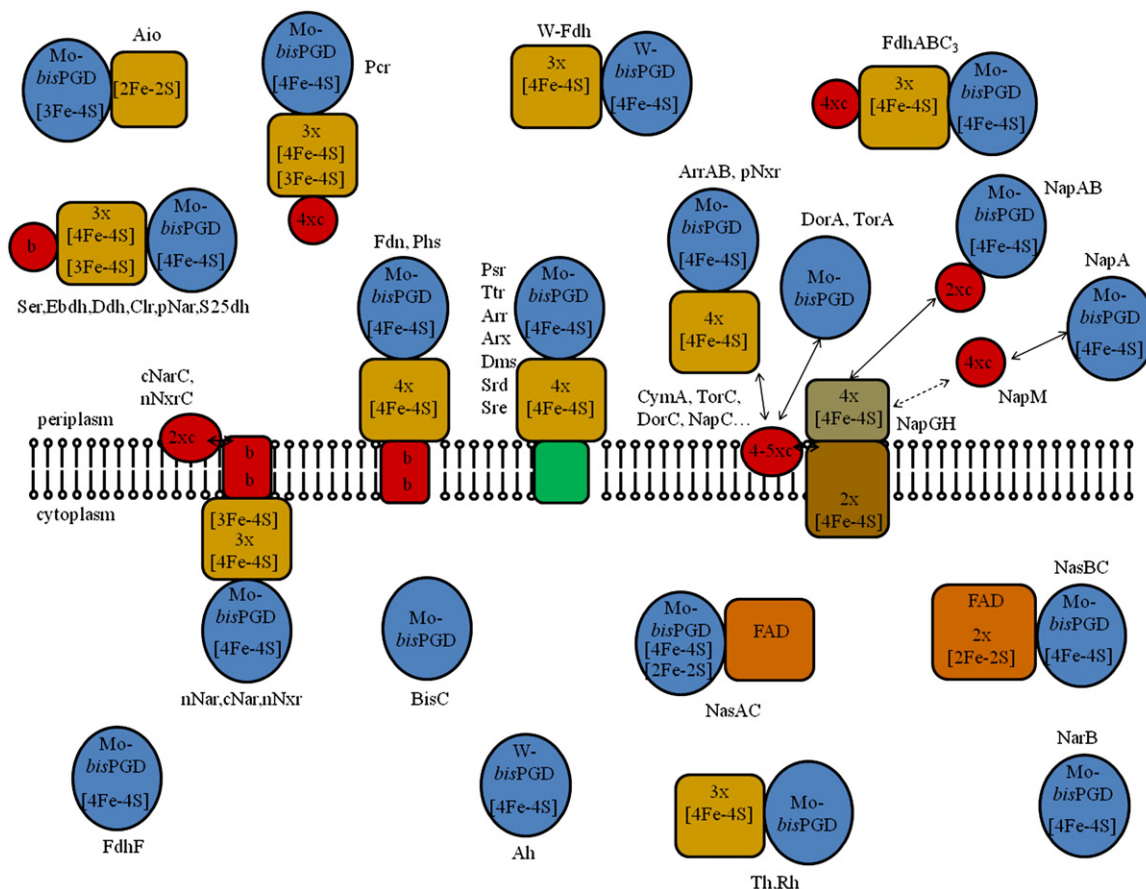 Aio
Mo-
bisPGD
[3Fe-4S]
[2Fe-2S]
Mo-
bisPGD
[4Fe-4S]
Pcr
3x
[4Fe-4S]
[3Fe-4S]
4xc
W-Fdh
3x
[4Fe-4S]
W-
bisPGD
[4Fe-4S]
FdhABC3
4xc
3x
[4Fe-4S]
Mo-
bisPGD
[4Fe-4S]
b
3x
[4Fe-4S]
[3Fe-4S]
Mo-
bisPGD
[4Fe-4S]
Ser,Ebdh,Ddh,Clr,pNar,S25dh
Fdn, Phs
Mo-
bisPGD
[4Fe-4S]
4x
[4Fe-4S]
b
b
Psr
Ttr
Arr
Arx
Dms
Srd
Sre
Mo-
bisPGD
[4Fe-4S]
4x
[4Fe-4S]
ArrAB, pNxr
Mo-
bisPGD
[4Fe-4S]
4x
[4Fe-4S]
DorA, TorA
Mo-
bisPGD
NapAB
Mo-
bisPGD
[4Fe-4S]
2xc
NapA
Mo-
bisPGD
[4Fe-4S]
4xc
NapM
CymA, TorC,
DorC, NapC...
4-5xc
4x
[4Fe-4S]
NapGH
2x
[4Fe-4S]
cNarC,
nNxrC
periplasm
cytoplasm
2xc
b
b
[3Fe-4S]
3x
[4Fe-4S]
Mo-
bisPGD
[4Fe-4S]
nNar,cNar,nNxr
Mo-
bisPGD
BisC
Mo-
bisPGD
[4Fe-4S]
[2Fe-2S]
FAD
NasAC
NasBC
FAD
2x
[2Fe-2S]
Mo-
bisPGD
[4Fe-4S]
Mo-
bisPGD
[4Fe-4S]
FdhF
W-
bisPGD
[4Fe-4S]
Ah
3x
[4Fe-4S]
Mo-
bisPGD
Th,Rh
NarB
Mo-
bisPGD
[4Fe-4S]